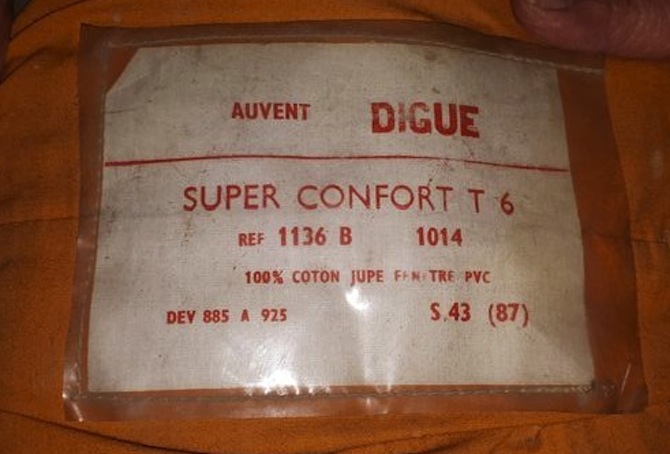 AUVENT DIGUE
SUPER CONFORT T 6
REF 1136 B 1014
100% COTON JUPE FENETRE PVC
DEV 885 A 925 S.43 (87)